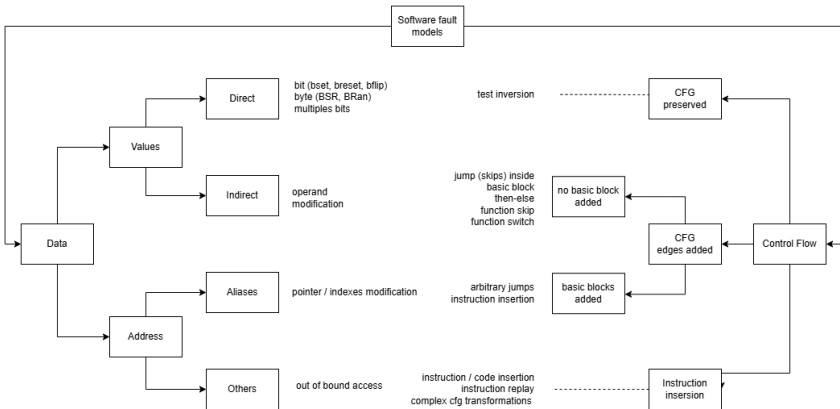 Software fault
models
Direct
bit (bset, breset, bflip)
byte (BSR, BRan)
multiples bits
test inversion
CFG
preserved
Values
Indirect
operand
modification
jump (skips) inside
basic block
then-else
function skip
function switch
no basic block
added
Data
CFG
edges added
Control Flow
Aliases
pointer / indexes modification
arbitrary jumps
instruction insertion
basic blocks
added
Address
Others
out of bound access
instruction / code insertion
instruction replay
complex cfg transformations
Instruction
insersion